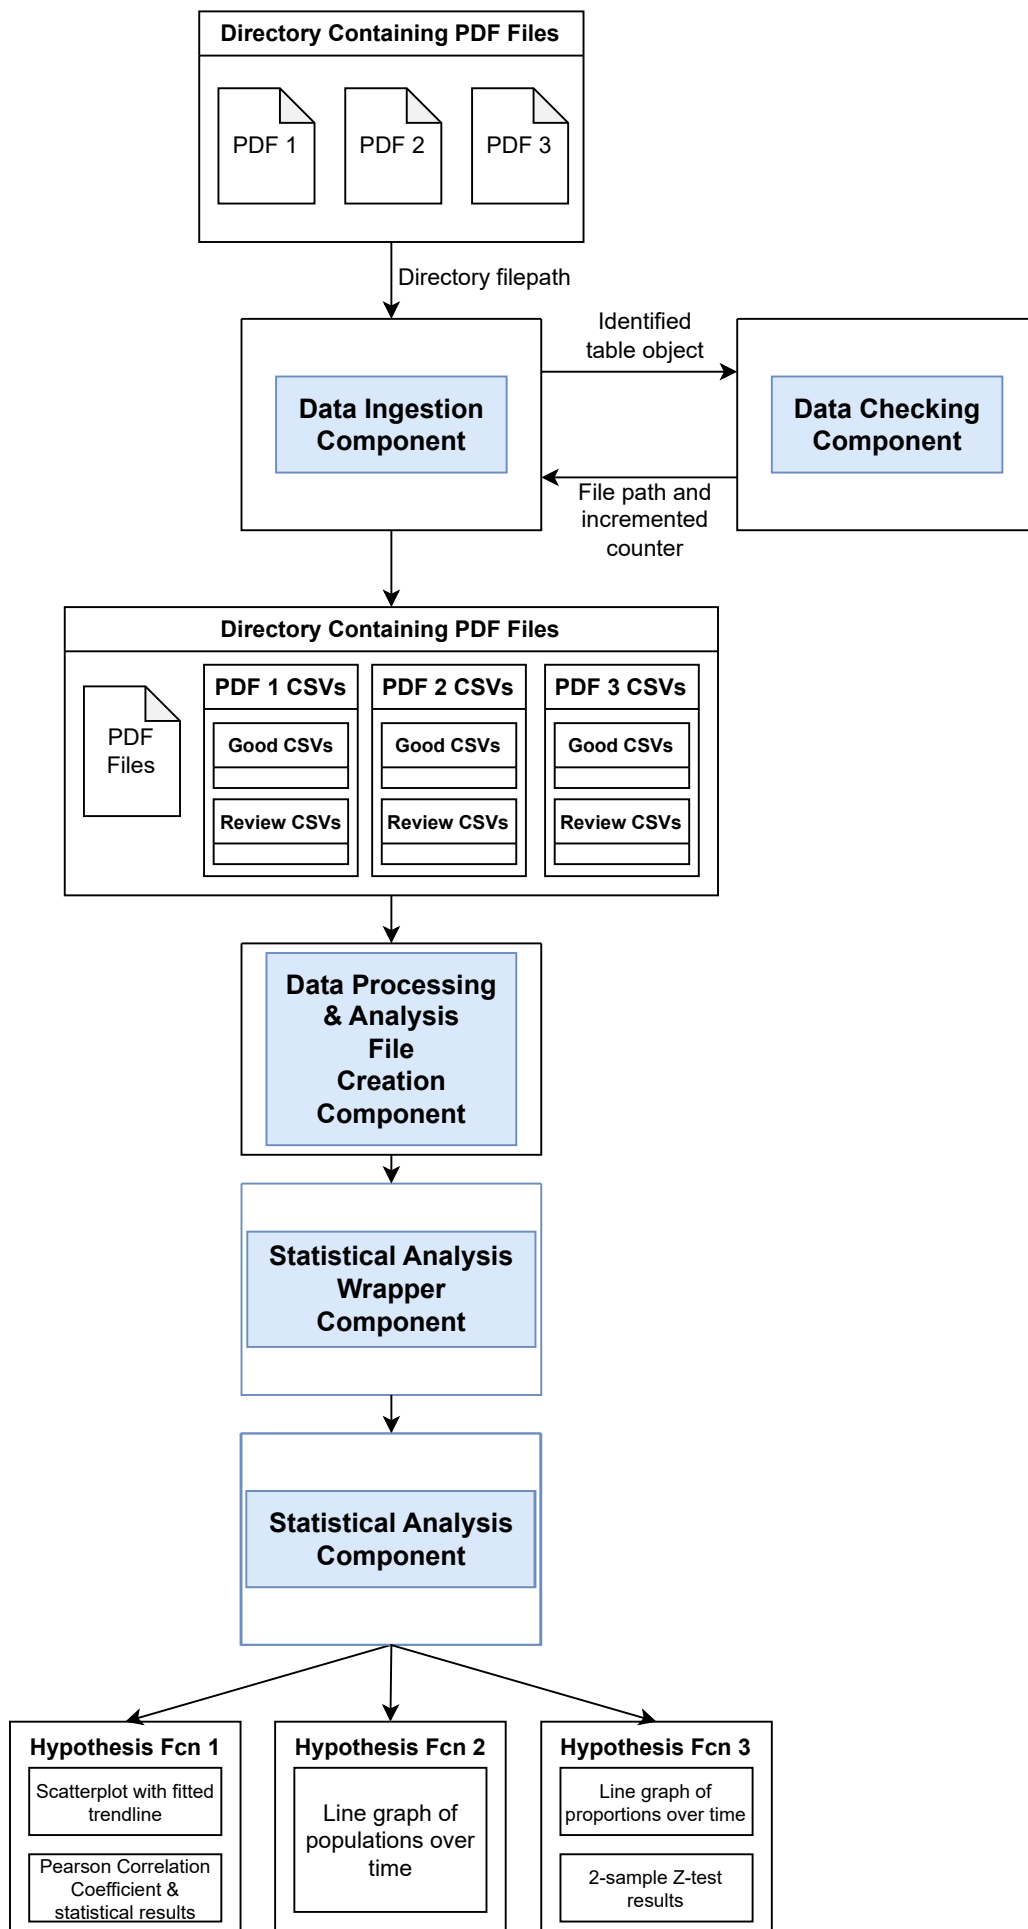 Directory Containing PDF Files
PDF 1
PDF 2
PDF 3
Directory filepath
Identified
table object
Data Ingestion
Component
Data Checking
Component
File path and
incremented
counter
Directory Containing PDF Files
PDF
Files
PDF 1 CSVs
PDF 2 CSVs
PDF 3 CSVs
Good CSVs
Good CSVs
Good CSVs
Review CSVs
Review CSVs
Review CSVs
Data Processing
& Analysis
File
Creation
Component
Statistical Analysis
Wrapper
Component
Statistical Analysis
Component
Hypothesis Fcn 1
Scatterplot with fitted
trendline
Pearson Correlation
Coefficient &
statistical results
Hypothesis Fcn 2
Line graph of
populations over
time
Hypothesis Fcn 3
Line graph of
proportions over time
2-sample Z-test
results